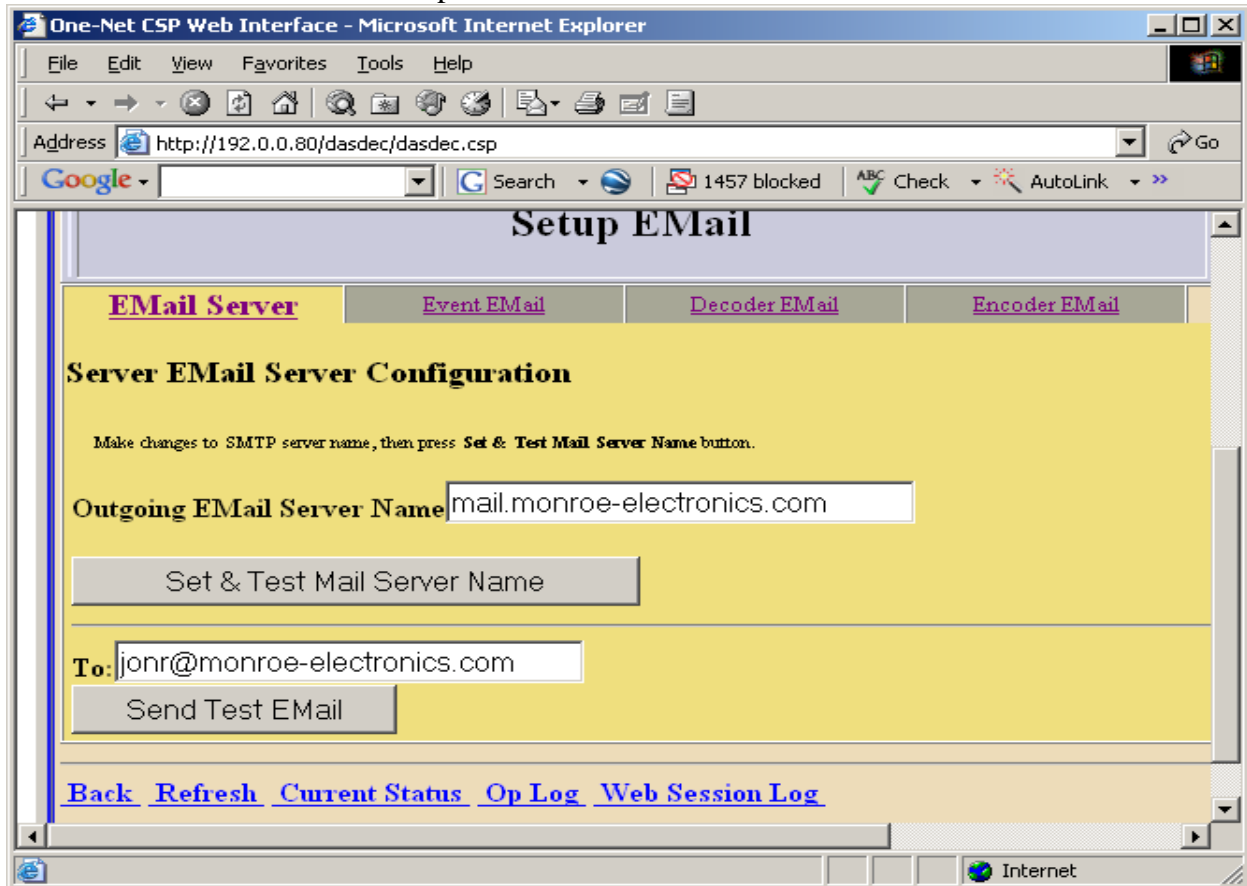 One-Net CSP Web Interface - Microsoft Internet Explorer
File Edit View Favorites Tools Help
Address http://192.0.0.80/dasdec/dasdec.csp Go
Google Search 1457 blocked ABC Check AutoLink »
Setup EMail
EMail Server Event EMail Decoder EMail Encoder EMail
Server EMail Server Configuration
Make changes to SMTP server name, then press Set & Test Mail Server Name button.
Outgoing EMail Server Name mail.monroe-electronics.com
Set & Test Mail Server Name
To: jonr@monroe-electronics.com
Send Test EMail
Back Refresh Current Status Op Log Web Session Log
Internet